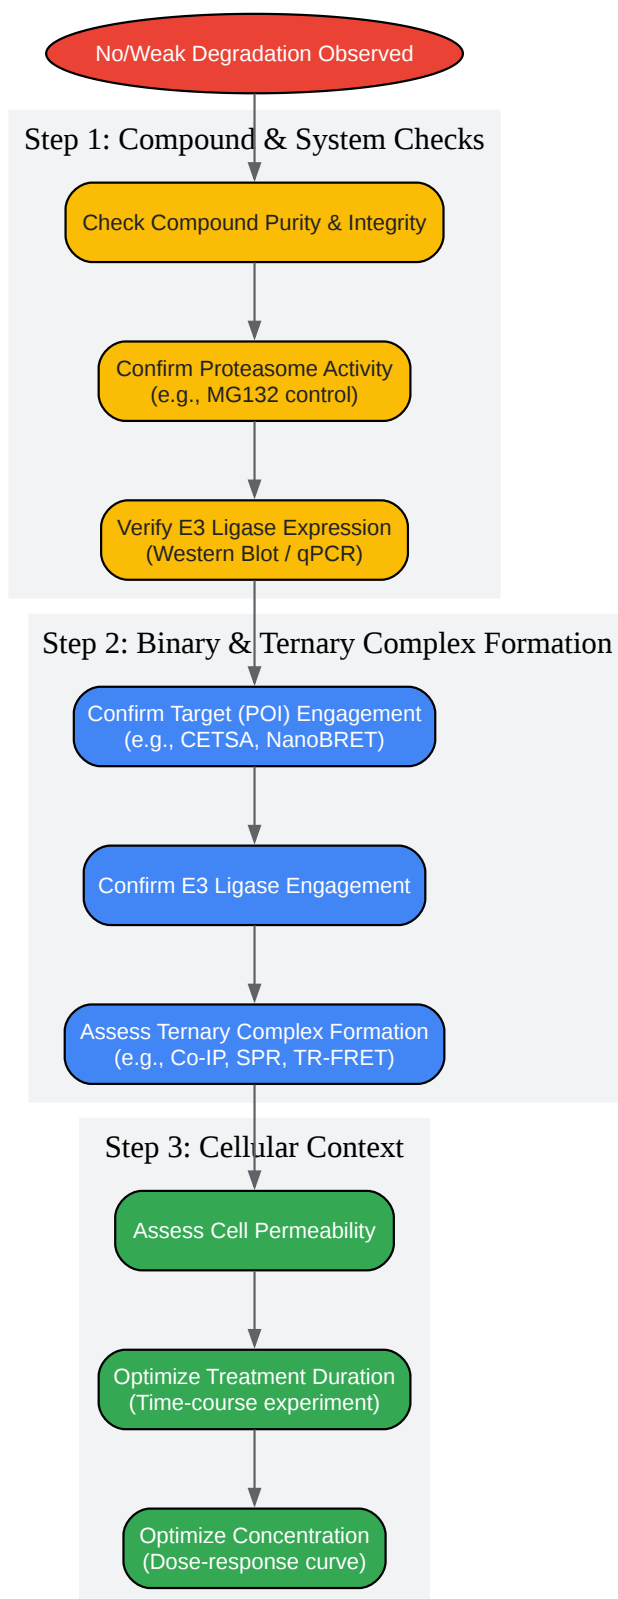 No/Weak Degradation Observed
Step 1: Compound & System Checks
Check Compound Purity & Integrity
Confirm Proteasome Activity
(e.g., MG132 control)
Verify E3 Ligase Expression
(Western Blot / qPCR)
Step 2: Binary & Ternary Complex Formation
Confirm Target (POI) Engagement
(e.g., CETSA, NanoBRET)
Confirm E3 Ligase Engagement
Assess Ternary Complex Formation
(e.g., Co-IP, SPR, TR-FRET)
Step 3: Cellular Context
Assess Cell Permeability
Optimize Treatment Duration
(Time-course experiment)
Optimize Concentration
(Dose-response curve)